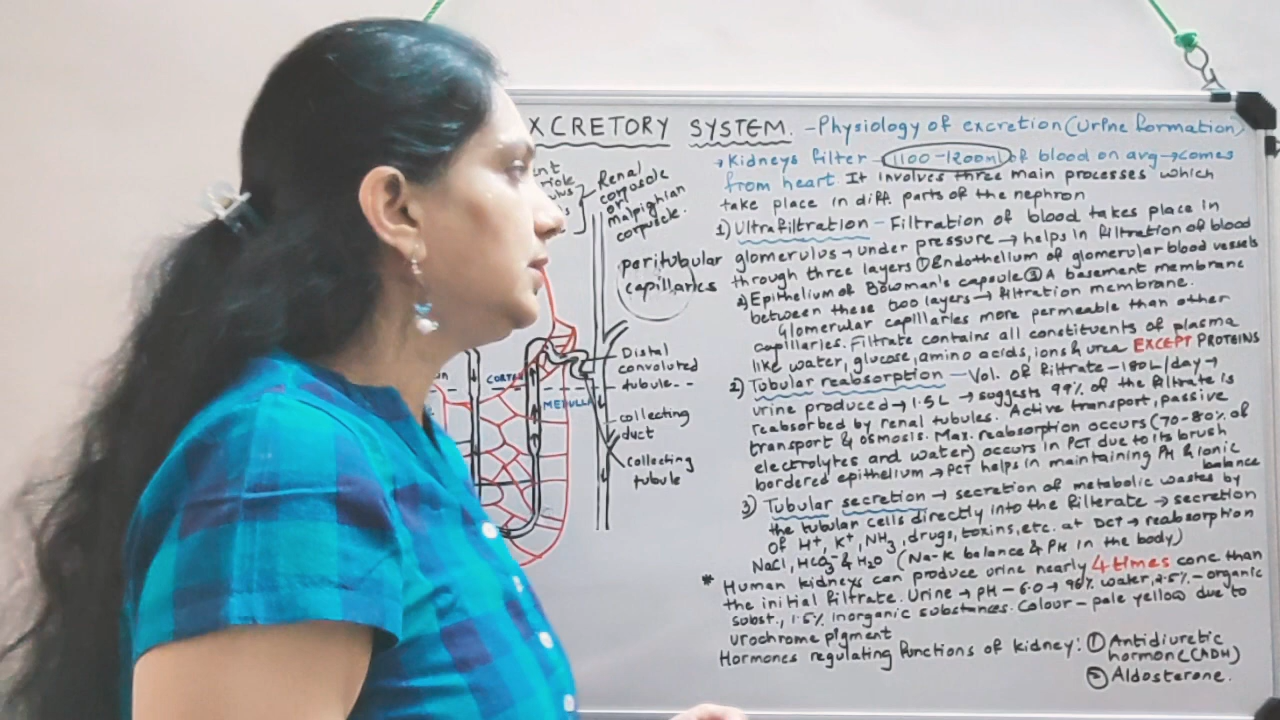 XCRETORY SYSTEM. - Physiology of excretion (Urine formation)
→ Kidneys filter - 1100-1200ml of blood on avg → comes
from heart. It involves three main processes which
take place in diff. parts of the nephron
1) Ultrafiltration - Filtration of blood takes place in
glomerulus → under pressure → helps in filtration of blood
through three layers ① Endothelium of glomerular blood vessels
② Epithelium of Bowman's capsule ③ A basement membrane
between these two layers → filtration membrane.
Glomerular capillaries more permeable than other
capillaries. Filtrate contains all constituents of plasma
like water, glucose, amino acids, ions & urea EXCEPT PROTEINS
2) Tubular reabsorption - Vol. of filtrate - 180L/day →
urine produced → 1.5 L → suggests 99% of the filtrate is
reabsorbed by renal tubules. Active transport, passive
transport & osmosis. Max. reabsorption occurs (70-80% of
electrolytes and water) occurs in PCT due to its brush
bordered epithelium → PCT helps in maintaining PH & ionic
balance
3) Tubular secretion → secretion of metabolic wastes by
the tubular cells directly into the filterate → secretion
of H+, K+, NH3, drugs, toxins, etc. at DCT → reabsorption
NaCl, HCO3- & H2O (Na-K balance & PH in the body)
* Human kidneys can produce urine nearly 4 times conc than
the initial filtrate. Urine → PH - 6.0 → 96% water, 2.5% - organic
subst., 1.5% inorganic substances. Colour - pale yellow due to
urochrome pigment
Hormones regulating functions of kidney: ① Antidiuretic
hormone (ADH)
② Aldosterone.
Renal
corpuscle
or
malpighian
corpuscle.
peritubular
capillaries
Distal
convoluted
tubule--
collecting
duct
collecting
tubule
MEDULLA